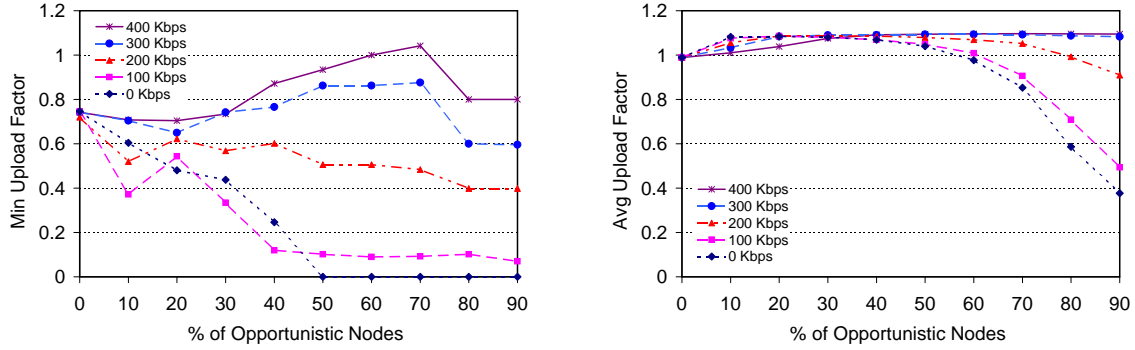 Min Upload Factor
1.2
1
0.8
0.6
0.4
0.2
0
400 Kbps
300 Kbps
200 Kbps
100 Kbps
0 Kbps
0 10 20 30 40 50 60 70 80 90
% of Opportunistic Nodes
Avg Upload Factor
1.2
1
0.8
0.6
0.4
0.2
0
400 Kbps
300 Kbps
200 Kbps
100 Kbps
0 Kbps
0 10 20 30 40 50 60 70 80 90
% of Opportunistic Nodes